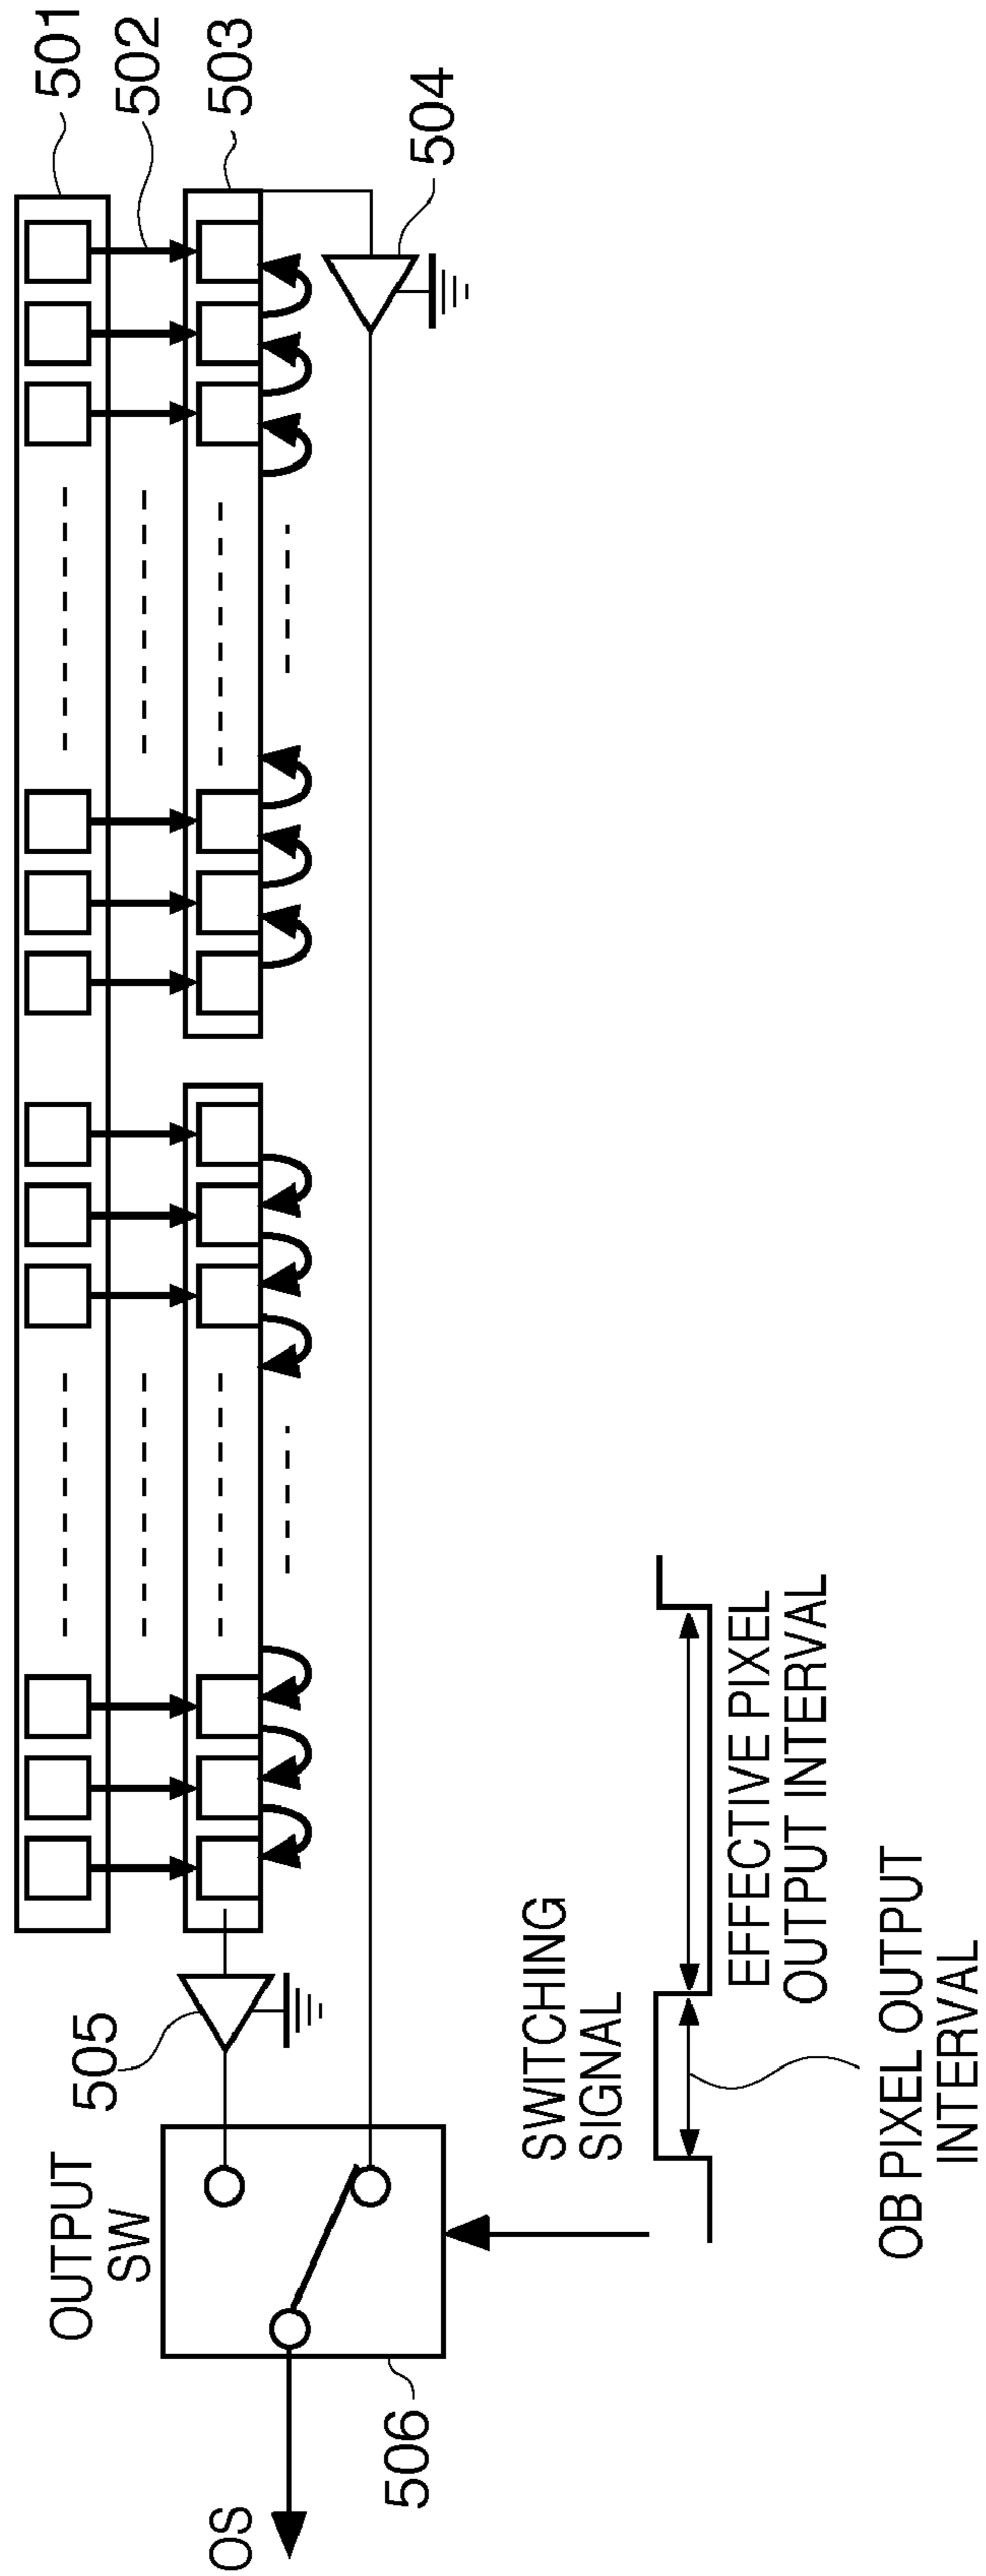 501
502
503
504
505
OUTPUT
SW
506
OS
SWITCHING
SIGNAL
EFFECTIVE PIXEL
OUTPUT INTERVAL
OB PIXEL OUTPUT
INTERVAL